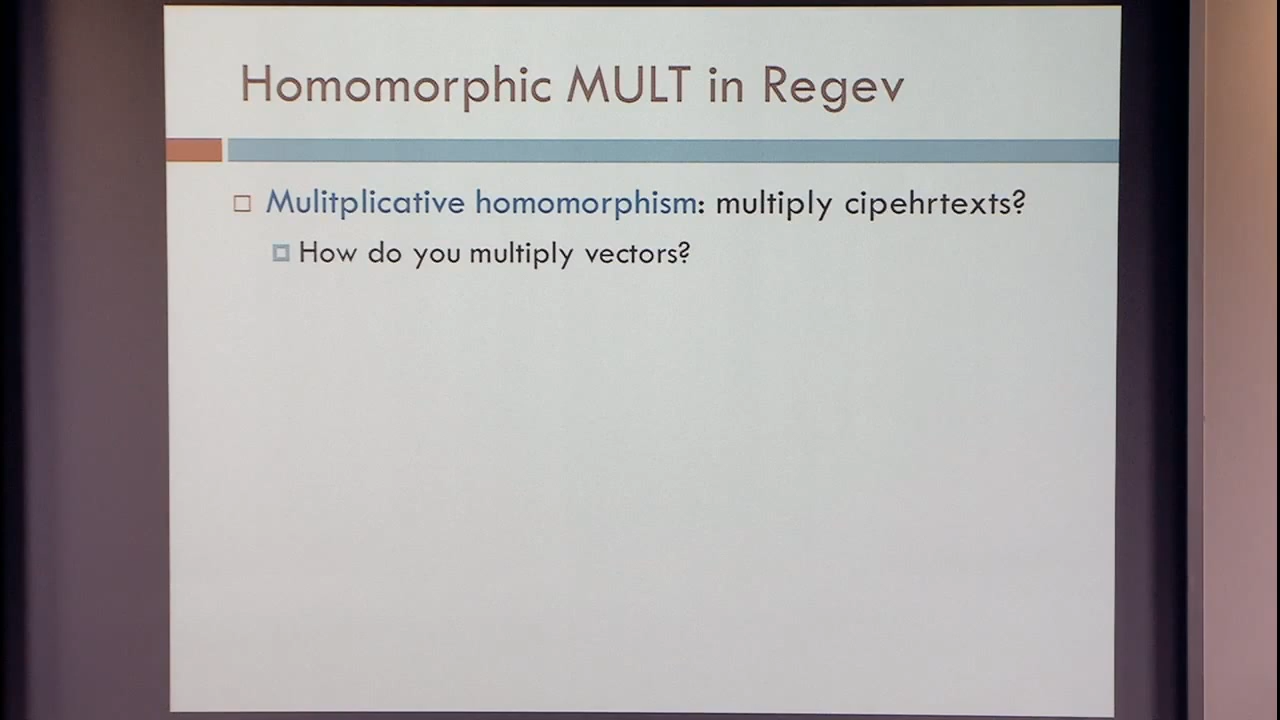 Homomorphic MULT in Regev
Mulitplicative homomorphism: multiply cipehrtexts?
How do you multiply vectors?